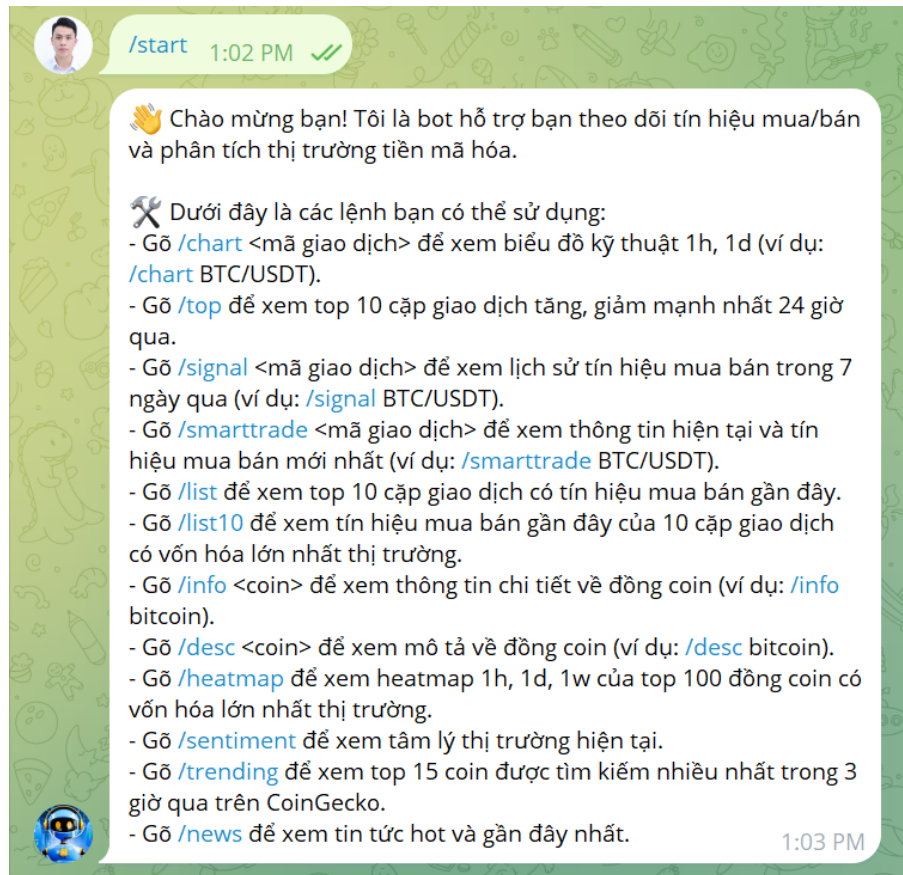 /start 1:02 PM
👋 Chào mừng bạn! Tôi là bot hỗ trợ bạn theo dõi tín hiệu mua/bán
và phân tích thị trường tiền mã hóa.
🛠 Dưới đây là các lệnh bạn có thể sử dụng:
- Gõ /chart <mã giao dịch> để xem biểu đồ kỹ thuật 1h, 1d (ví dụ:
/chart BTC/USDT).
- Gõ /top để xem top 10 cặp giao dịch tăng, giảm mạnh nhất 24 giờ
qua.
- Gõ /signal <mã giao dịch> để xem lịch sử tín hiệu mua bán trong 7
ngày qua (ví dụ: /signal BTC/USDT).
- Gõ /smarttrade <mã giao dịch> để xem thông tin hiện tại và tín
hiệu mua bán mới nhất (ví dụ: /smarttrade BTC/USDT).
- Gõ /list để xem top 10 cặp giao dịch có tín hiệu mua bán gần đây.
- Gõ /list10 để xem tín hiệu mua bán gần đây của 10 cặp giao dịch
có vốn hóa lớn nhất thị trường.
- Gõ /info <coin> để xem thông tin chi tiết về đồng coin (ví dụ: /info
bitcoin).
- Gõ /desc <coin> để xem mô tả về đồng coin (ví dụ: /desc bitcoin).
- Gõ /heatmap để xem heatmap 1h, 1d, 1w của top 100 đồng coin có
vốn hóa lớn nhất thị trường.
- Gõ /sentiment để xem tâm lý thị trường hiện tại.
- Gõ /trending để xem top 15 coin được tìm kiếm nhiều nhất trong 3
giờ qua trên CoinGecko.
- Gõ /news để xem tin tức hot và gần đây nhất.
1:03 PM